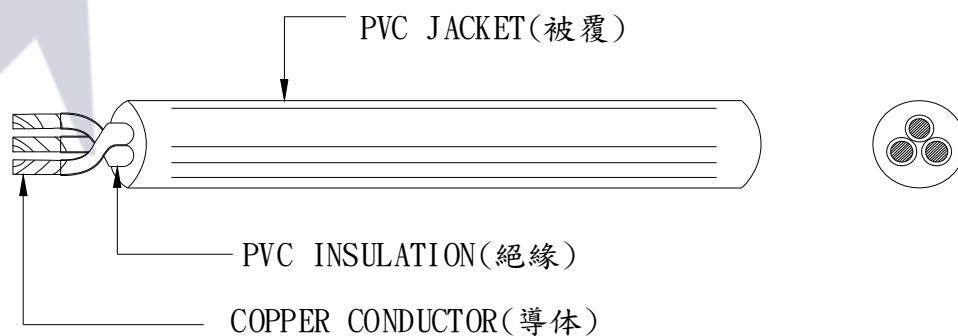 PVC JACKET(被覆)
PVC INSULATION(絕緣)
COPPER CONDUCTOR(導体)